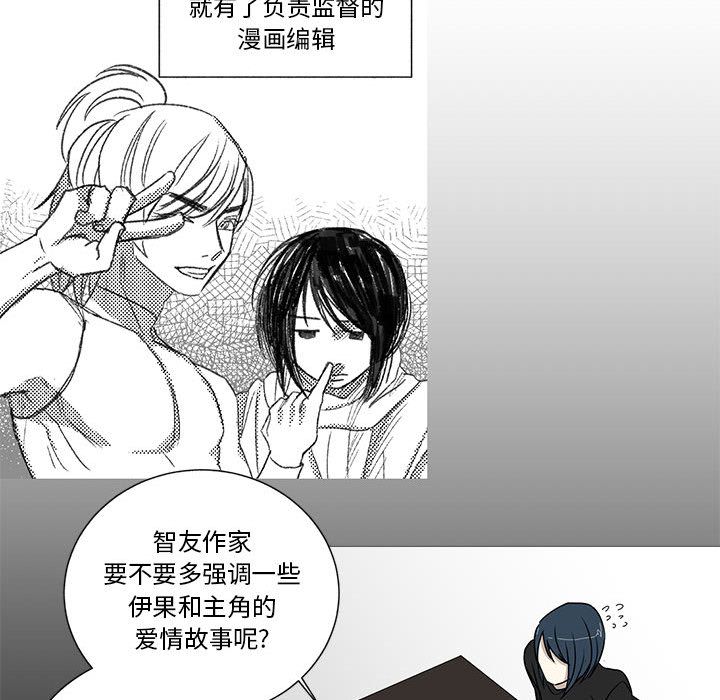 就有了负责监督的
漫画编辑
智友作家
要不要多强调一些
伊果和主角的
爱情故事呢?